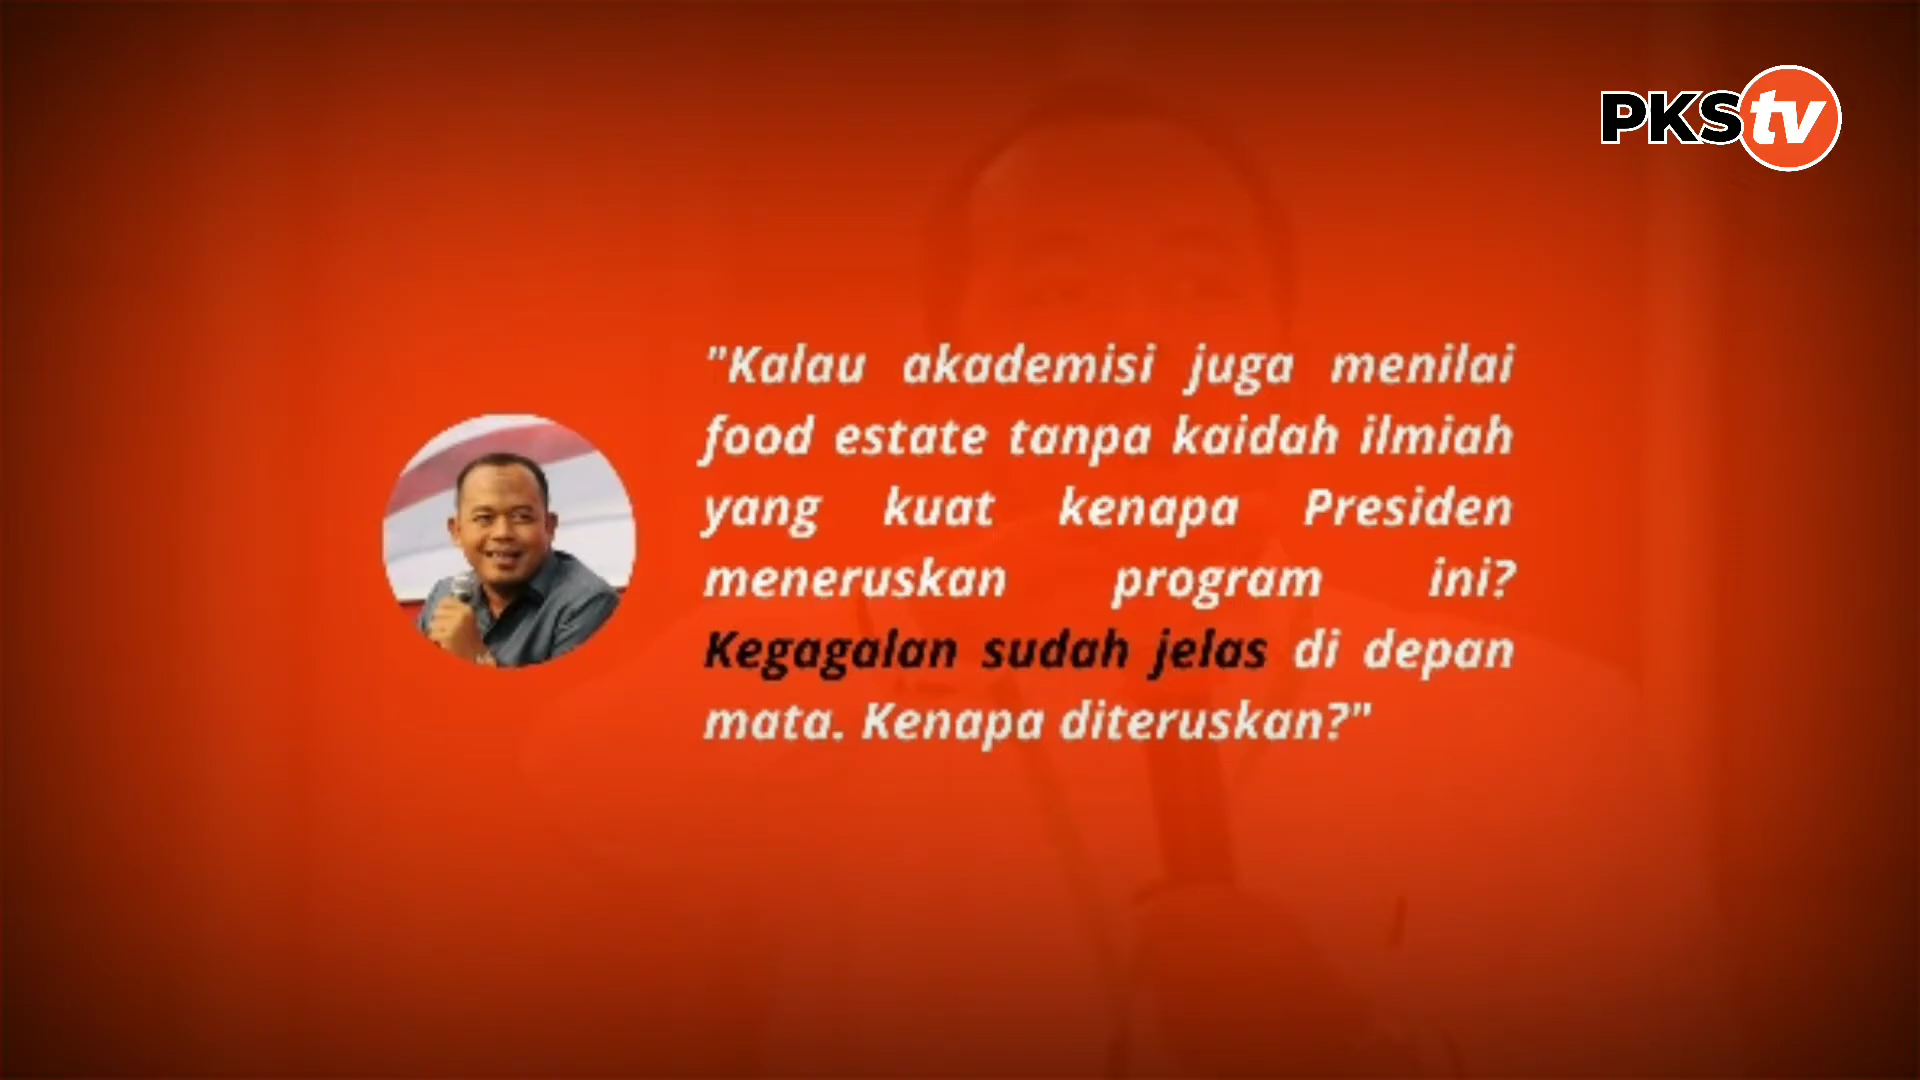 PKStv
"Kalau akademisi juga menilai
food estate tanpa kaidah ilmiah
yang kuat kenapa Presiden
meneruskan program ini?
Kegagalan sudah jelas di depan
mata. Kenapa diteruskan?"